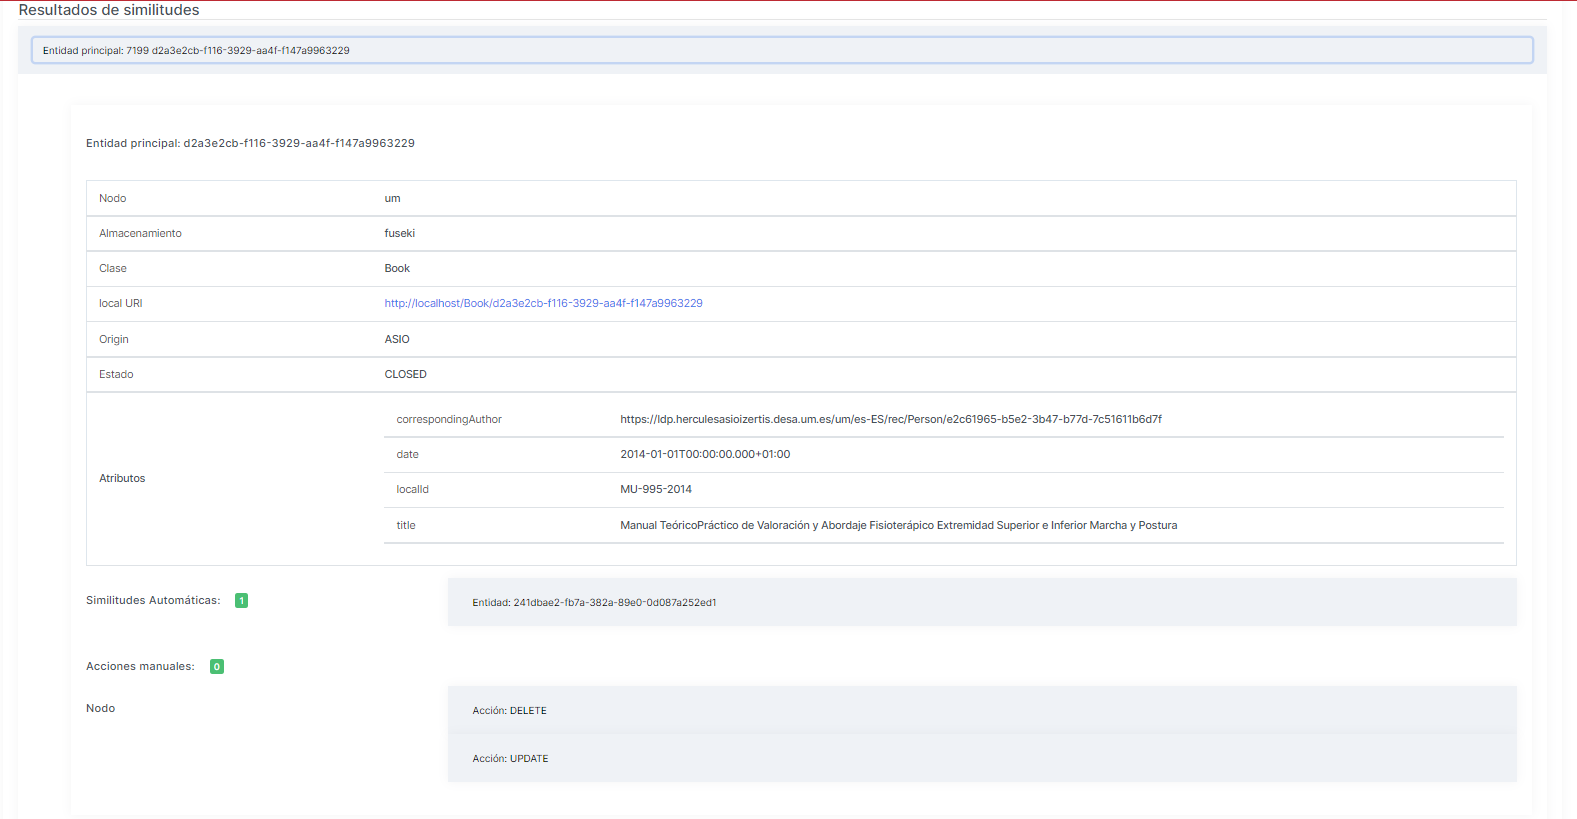 Resultados de similitudes
Entidad principal: 7199 d2a3e2cb-f116-3929-aa4f-f147a9963229
Entidad principal: d2a3e2cb-f116-3929-aa4f-f147a9963229
Nodo um
Almacenamiento fuseki
Clase Book
local URI http://localhost/Book/d2a3e2cb-f116-3929-aa4f-f147a9963229
Origin ASIO
Estado CLOSED
Atributos
correspondingAuthor https://ldp.herculesasioizertis.desa.um.es/um/es-ES/rec/Person/e2c61965-b5e2-3b47-b77d-7c51611b6d7f
date 2014-01-01T00:00:00.000+01:00
localId MU-995-2014
title Manual TeóricoPráctico de Valoración y Abordaje Fisioterápico Extremidad Superior e Inferior Marcha y Postura
Similitudes Automáticas: 1
Entidad: 241dbae2-fb7a-382a-89e0-0d087a252ed1
Acciones manuales: 0
Nodo
Acción: DELETE
Acción: UPDATE